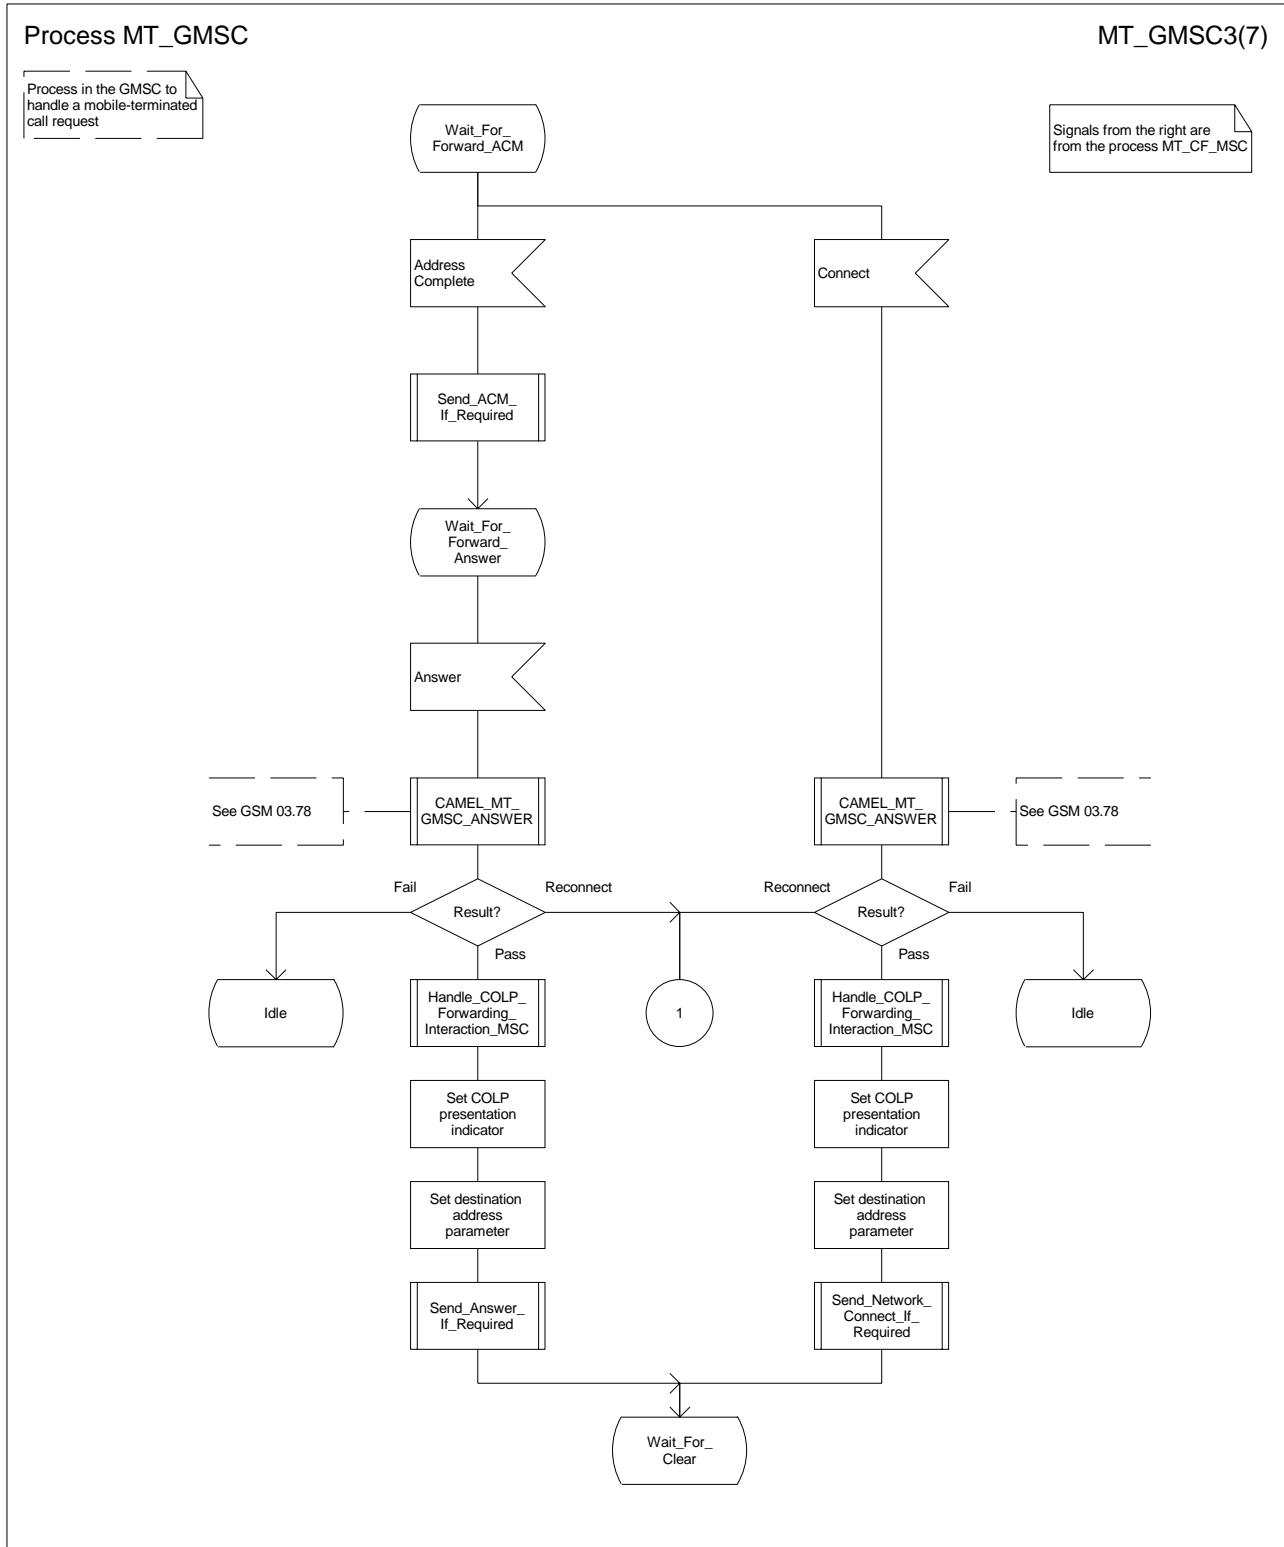 Process MT_GMSC
MT_GMSC3(7)
Process in the GMSC to
handle a mobile-terminated
call request
Signals from the right are
from the process MT_CF_MSC
Wait_For_
Forward_ACM
Address
Complete
Connect
Send_ACM_
If_Required
Wait_For_
Forward_
Answer
Answer
See GSM 03.78
CAMEL_MT_
GMSC_ANSWER
CAMEL_MT_
GMSC_ANSWER
See GSM 03.78
Fail
Result?
Reconnect
Reconnect
Result?
Fail
Pass
Pass
Idle
Handle_COLP_
Forwarding_
Interaction_MSC
1
Handle_COLP_
Forwarding_
Interaction_MSC
Idle
Set COLP
presentation
indicator
Set COLP
presentation
indicator
Set destination
address
parameter
Set destination
address
parameter
Send_Answer_
If_Required
Send_Network_
Connect_If_
Required
Wait_For_
Clear